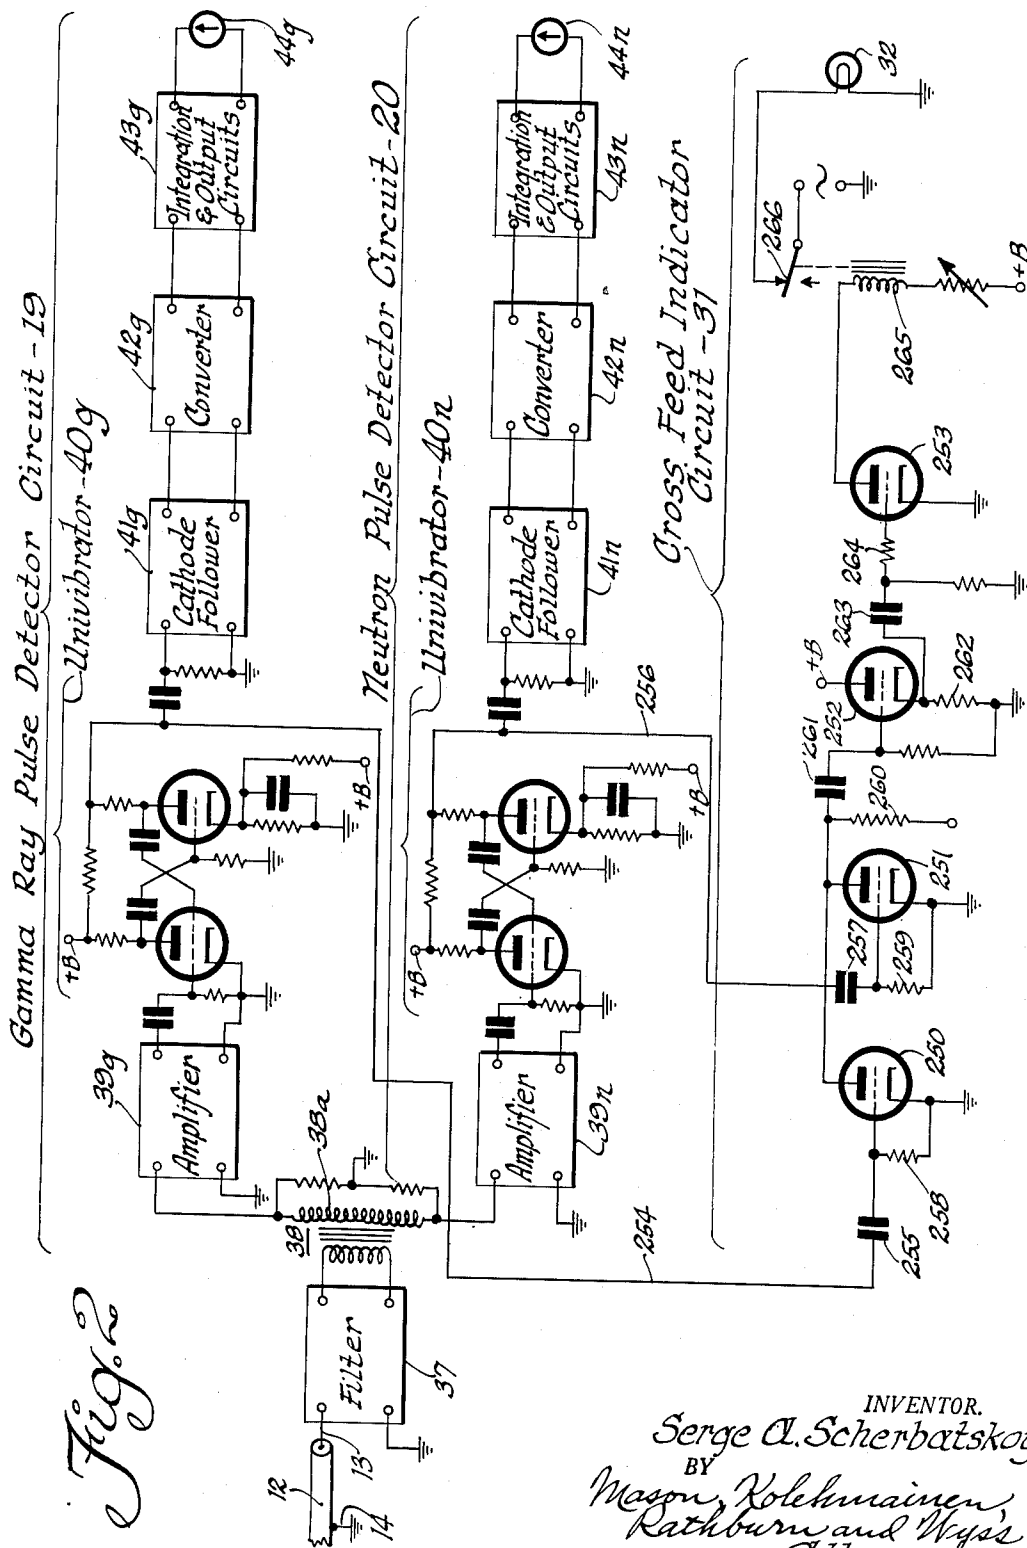 Fig. 2
Gamma Ray Pulse Detector Circuit-19
Univibrator-40g
39g
Amplifier
+B
+B
41g
Cathode
Follower
42g
Converter
43g
Integration
& Output
Circuits
44g
12
13
14
Filter
37
38
38a
Neutron Pulse Detector Circuit-20
Univibrator-40n
Amplifier
39n
+B
+B
Cathode
Follower
41n
Converter
42n
Integration
& Output
Circuits
43n
44n
254
256
Cross Feed Indicator
Circuit-31
255
258
250
257
259
251
260
261
252
+B
262
263
264
253
265
266
+B
32
INVENTOR.
Serge A. Scherbatskoy
BY
Mason, Kolehmainen,
Rathburn and Wyss